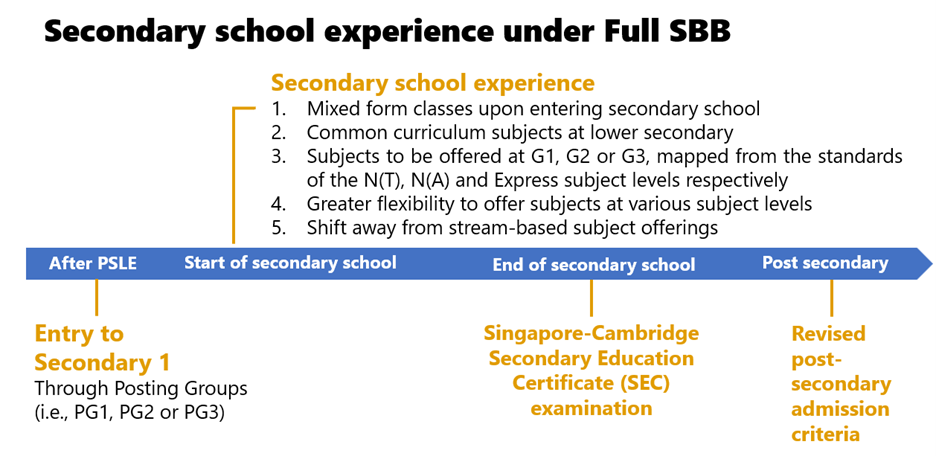 Secondary school experience under Full SBB
Secondary school experience
1. Mixed form classes upon entering secondary school
2. Common curriculum subjects at lower secondary
3. Subjects to be offered at G1, G2 or G3, mapped from the standards
of the N(T), N(A) and Express subject levels respectively
4. Greater flexibility to offer subjects at various subject levels
5. Shift away from stream-based subject offerings
After PSLE
Start of secondary school
End of secondary school
Post secondary
Entry to
Secondary 1
Through Posting Groups
(i.e., PG1, PG2 or PG3)
Singapore-Cambridge
Secondary Education
Certificate (SEC)
examination
Revised
post-
secondary
admission
criteria